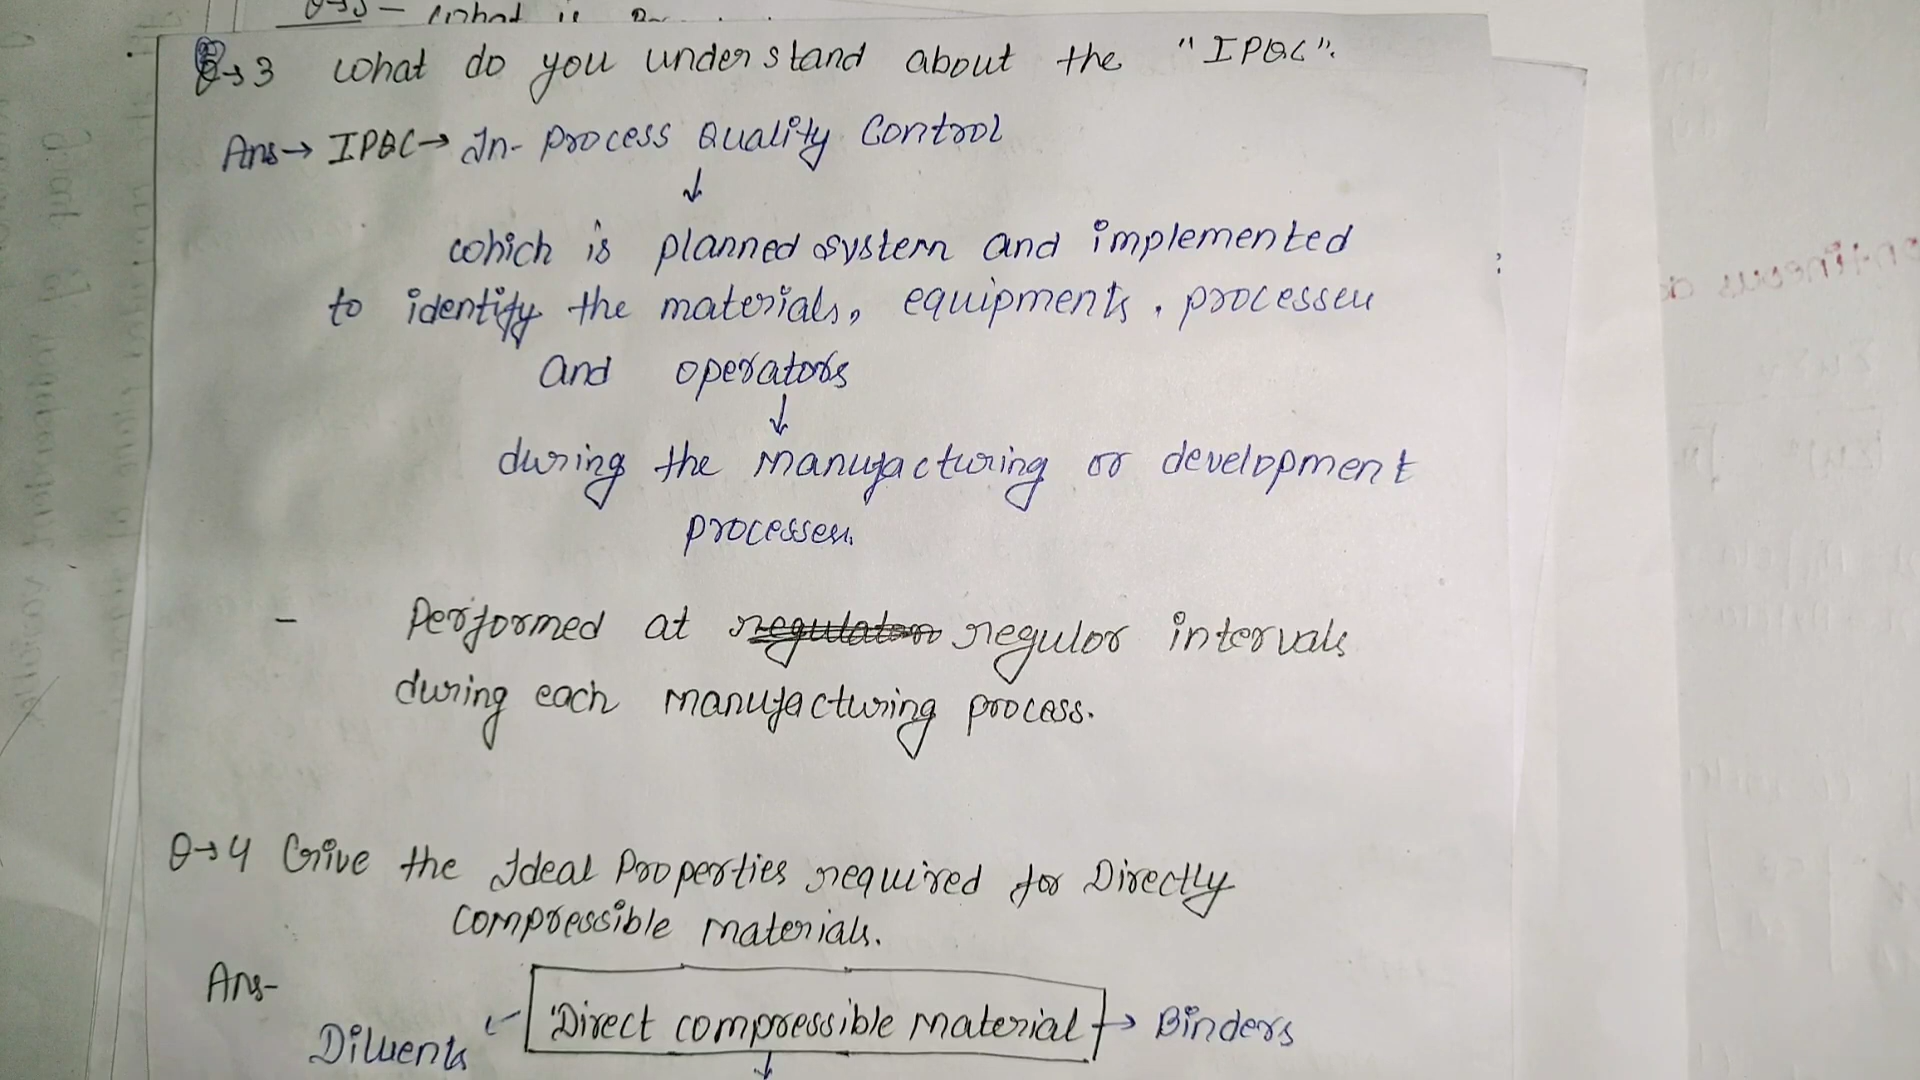 Q→3 What do you understand about the "IPQC".
Ans→ IPQC→ In- Process Quality Control
↓
which is planned system and implemented
to identify the materials, equipments, processes
and operators
↓
during the manufacturing or development
processes.
- Performed at regulor intervals
during each manufacturing process.
Q→4 Give the Ideal Properties required for Directly
compressible materials.
Ans-
Diluents ← Direct compressible material → Binders
↓